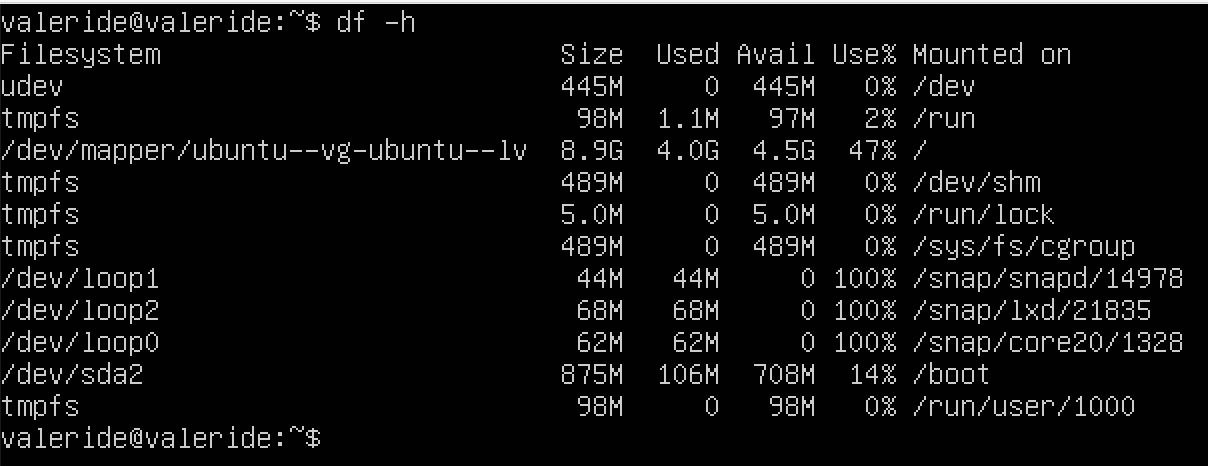 valeride@valeride:~$ df -h
Filesystem                         Size  Used Avail Use% Mounted on
udev                               445M     0  445M   0% /dev
tmpfs                               98M  1.1M   97M   2% /run
/dev/mapper/ubuntu--vg-ubuntu--lv  8.9G  4.0G  4.5G  47% /
tmpfs                              489M     0  489M   0% /dev/shm
tmpfs                              5.0M     0  5.0M   0% /run/lock
tmpfs                              489M     0  489M   0% /sys/fs/cgroup
/dev/loop1                          44M   44M     0 100% /snap/snapd/14978
/dev/loop2                          68M   68M     0 100% /snap/lxd/21835
/dev/loop0                          62M   62M     0 100% /snap/core20/1328
/dev/sda2                          875M  106M  708M  14% /boot
tmpfs                               98M     0   98M   0% /run/user/1000
valeride@valeride:~$